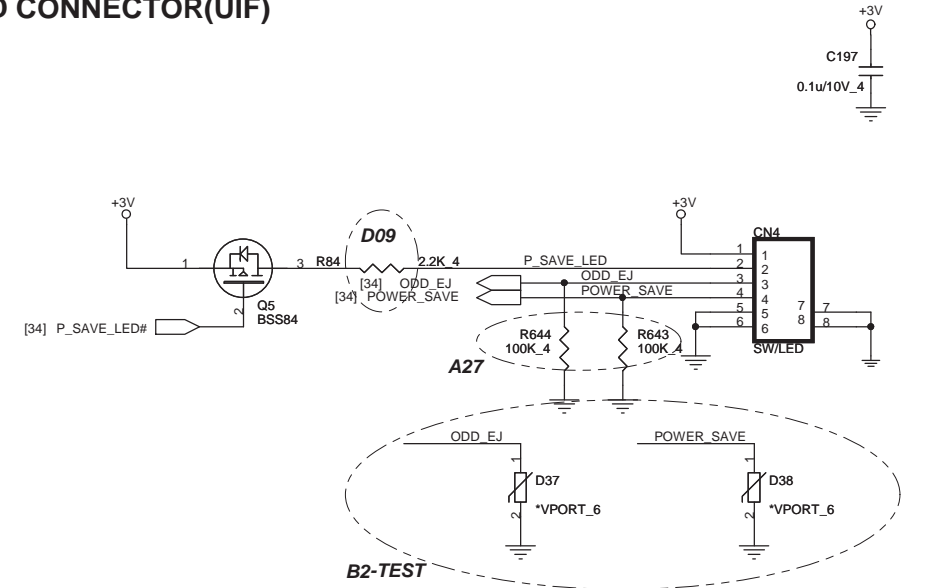 CONNECTOR(UIF)
+3V
C197
0.1u/10V_4
+3V
+3V
D09
CN4
1 3 R84 2.2K_4 P_SAVE_LED
[34] ODD_EJ ODD_EJ
[34] POWER_SAVE POWER_SAVE
1 1
2 2
3 3
4 4
5 5
6 6
7 7
8 8
SW/LED
2
Q5
BSS84
[34] P_SAVE_LED#
R644
100K_4
R643
100K_4
A27
ODD_EJ
POWER_SAVE
1
D37
*VPORT_6
2
1
D38
*VPORT_6
2
B2-TEST